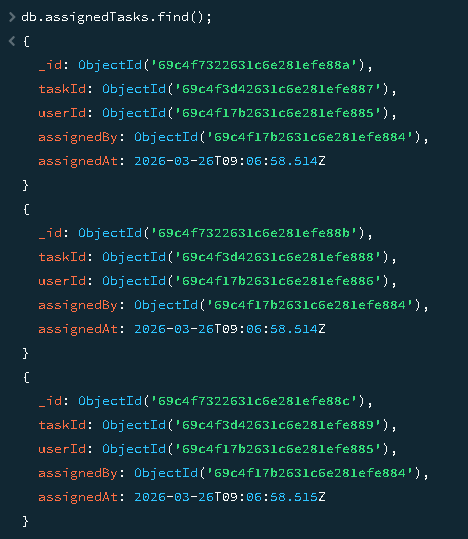 db.assignedTasks.find();
{
_id: ObjectId('69c4f7322631c6e281efe88a'),
taskId: ObjectId('69c4f3d42631c6e281efe887'),
userId: ObjectId('69c4f17b2631c6e281efe885'),
assignedBy: ObjectId('69c4f17b2631c6e281efe884'),
assignedAt: 2026-03-26T09:06:58.514Z
}
{
_id: ObjectId('69c4f7322631c6e281efe88b'),
taskId: ObjectId('69c4f3d42631c6e281efe888'),
userId: ObjectId('69c4f17b2631c6e281efe886'),
assignedBy: ObjectId('69c4f17b2631c6e281efe884'),
assignedAt: 2026-03-26T09:06:58.514Z
}
{
_id: ObjectId('69c4f7322631c6e281efe88c'),
taskId: ObjectId('69c4f3d42631c6e281efe889'),
userId: ObjectId('69c4f17b2631c6e281efe885'),
assignedBy: ObjectId('69c4f17b2631c6e281efe884'),
assignedAt: 2026-03-26T09:06:58.515Z
}